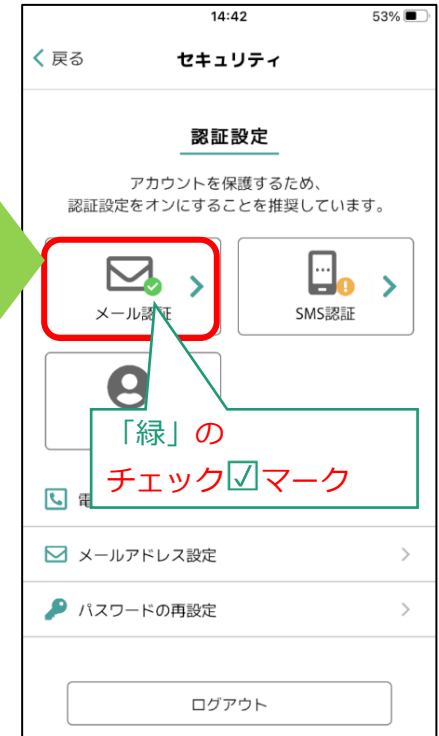 14:42
53%
戻る
セキュリティ
認証設定
アカウントを保護するため、
認証設定をオンにすることを推奨しています。
メール認証
SMS認証
「緑」の
チェック☑マーク
電
メールアドレス設定
パスワードの再設定
ログアウト